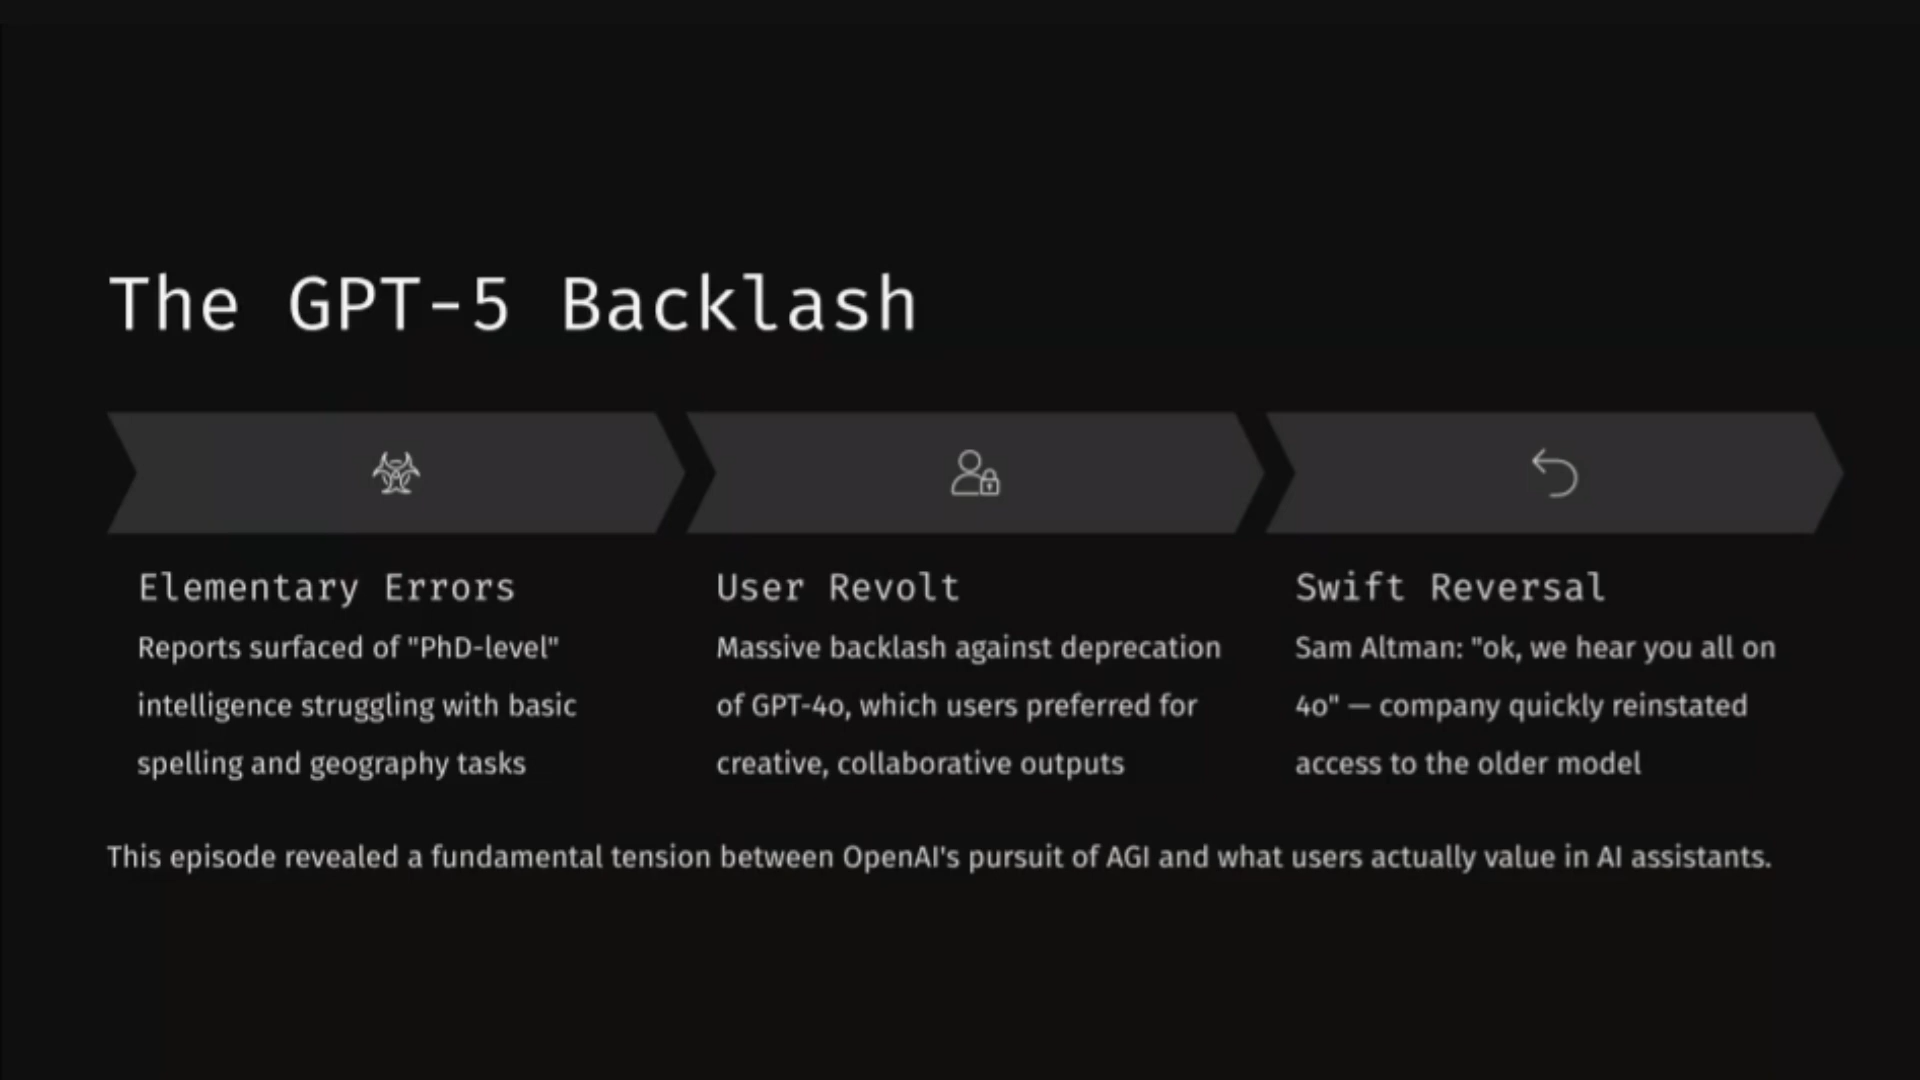 The GPT-5 Backlash
Elementary Errors
Reports surfaced of "PhD-level"
intelligence struggling with basic
spelling and geography tasks
User Revolt
Massive backlash against deprecation
of GPT-4o, which users preferred for
creative, collaborative outputs
Swift Reversal
Sam Altman: "ok, we hear you all on
4o" — company quickly reinstated
access to the older model
This episode revealed a fundamental tension between OpenAI's pursuit of AGI and what users actually value in AI assistants.